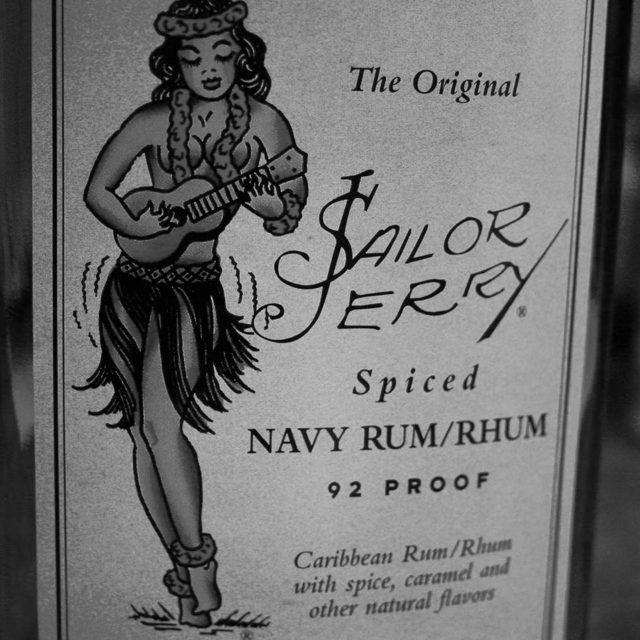 The Original
SAILOR
JERRY®
Spiced
NAVY RUM/RHUM
92 PROOF
Caribbean Rum/Rhum
with spice, caramel and
other natural flavors
®